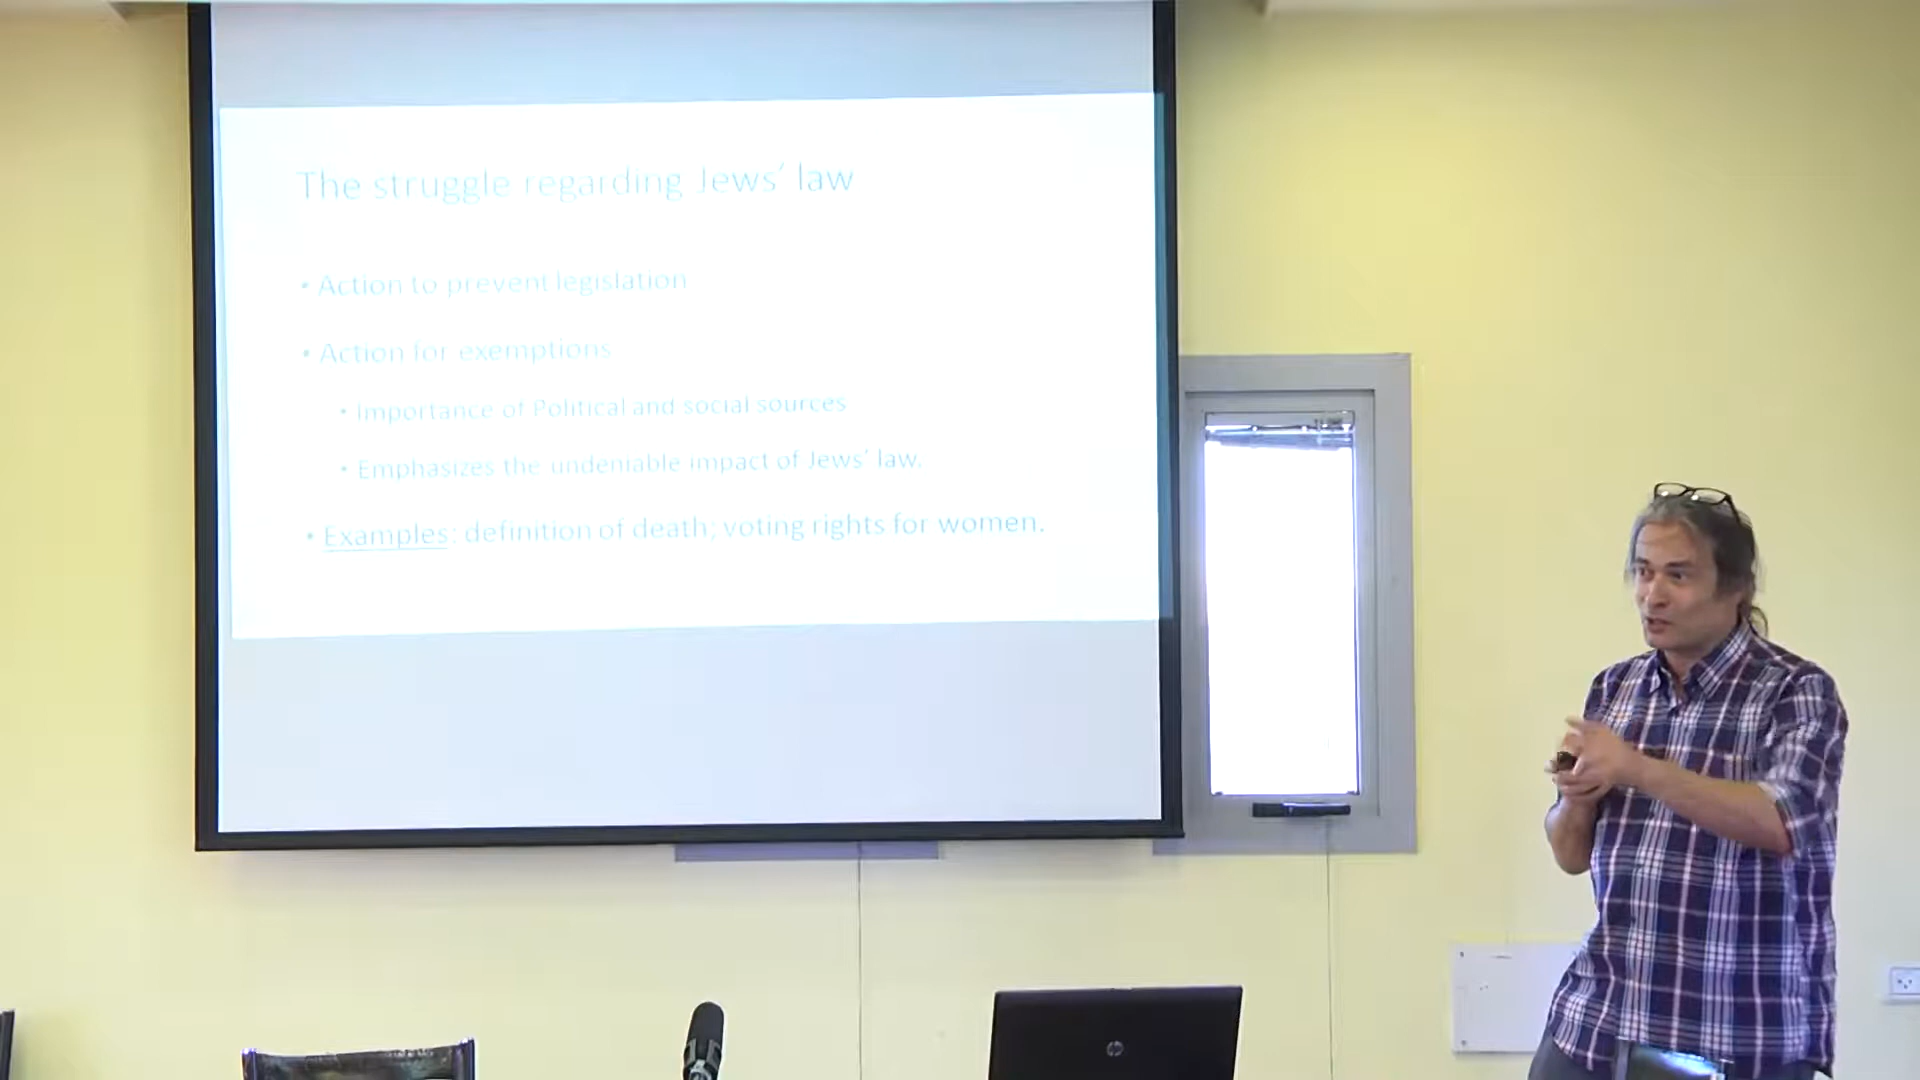 The struggle regarding Jews' law
• Action to prevent legislation
• Action for exemptions
• Importance of Political and social sources
• Emphasizes the undeniable impact of Jews' law.
• Examples: definition of death; voting rights for women.
hp